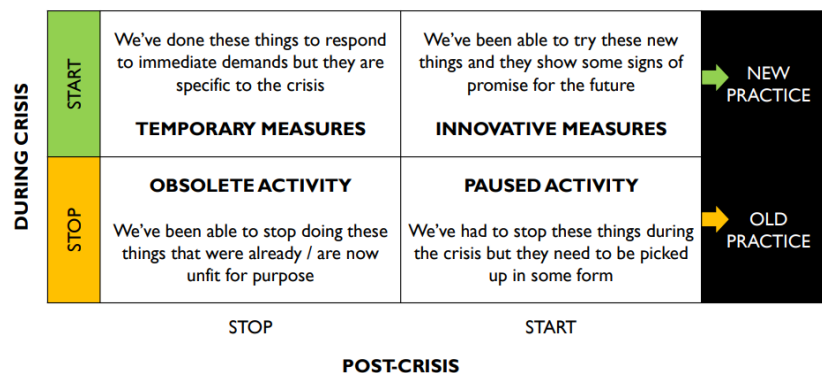 DURING CRISIS
START
We've done these things to respond
to immediate demands but they are
specific to the crisis
TEMPORARY MEASURES
We've been able to try these new
things and they show some signs of
promise for the future
INNOVATIVE MEASURES
NEW
PRACTICE
STOP
OBSOLETE ACTIVITY
We've been able to stop doing these
things that were already / are now
unfit for purpose
PAUSED ACTIVITY
We've had to stop these things during
the crisis but they need to be picked
up in some form
OLD
PRACTICE
STOP
START
POST-CRISIS